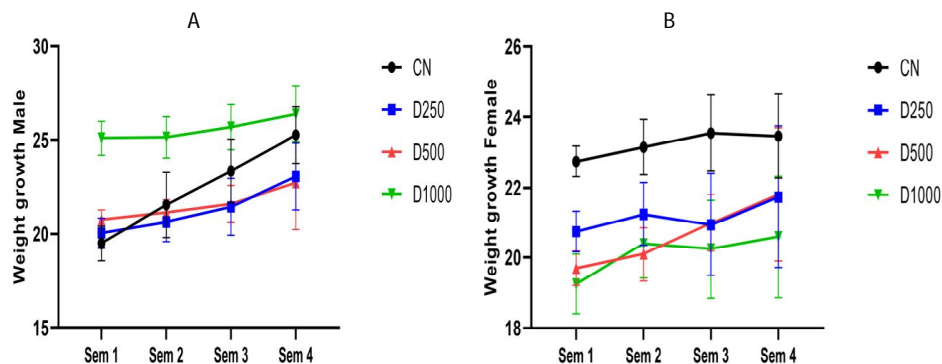 A
Weight growth Male
30
25
20
15
Sem 1 Sem 2 Sem 3 Sem 4
CN
D250
D500
D1000
B
Weight growth Female
26
24
22
20
18
Sem 1 Sem 2 Sem 3 Sem 4
CN
D250
D500
D1000